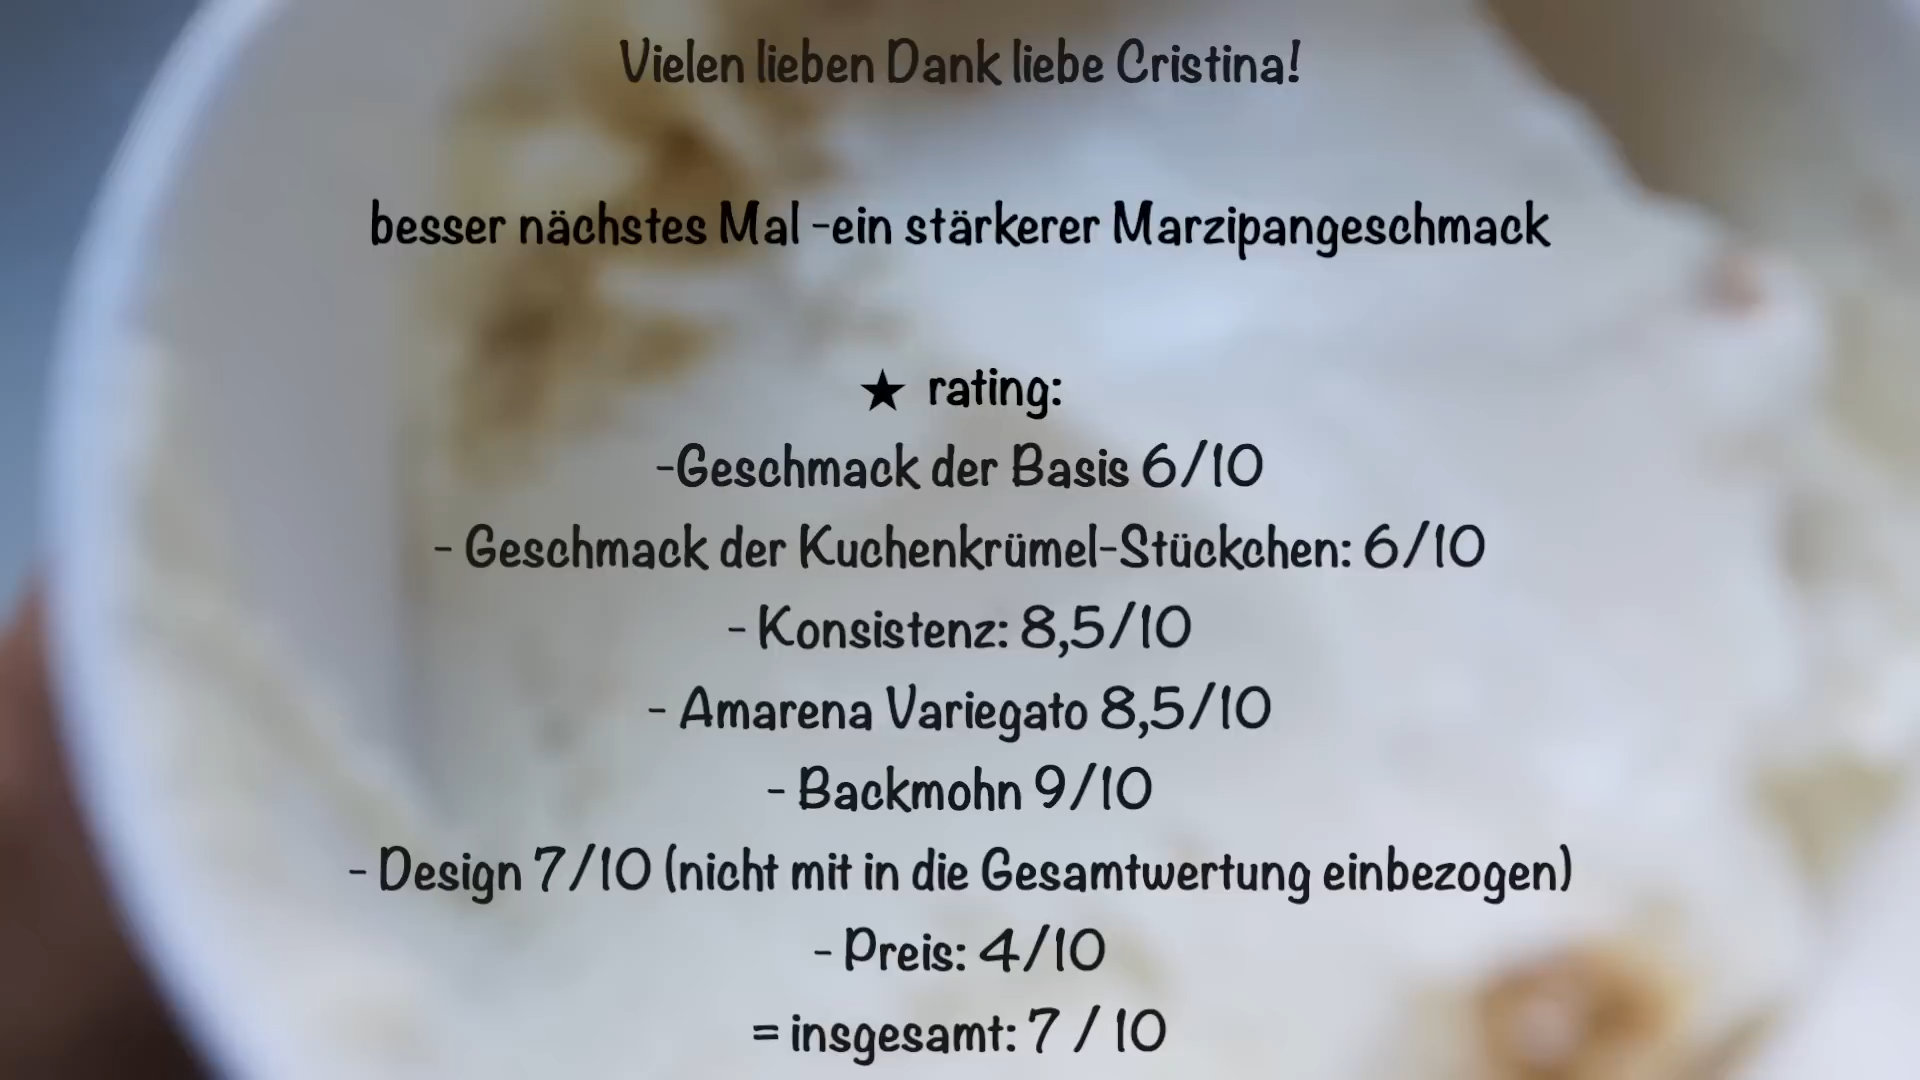 Vielen lieben Dank liebe Cristina!
besser nächstes Mal -ein stärkerer Marzipangeschmack
★ rating:
-Geschmack der Basis 6/10
- Geschmack der Kuchenkrümel-Stückchen: 6/10
- Konsistenz: 8,5/10
- Amarena Variegato 8,5/10
- Backmohn 9/10
- Design 7/10 (nicht mit in die Gesamtwertung einbezogen)
- Preis: 4/10
= insgesamt: 7 / 10